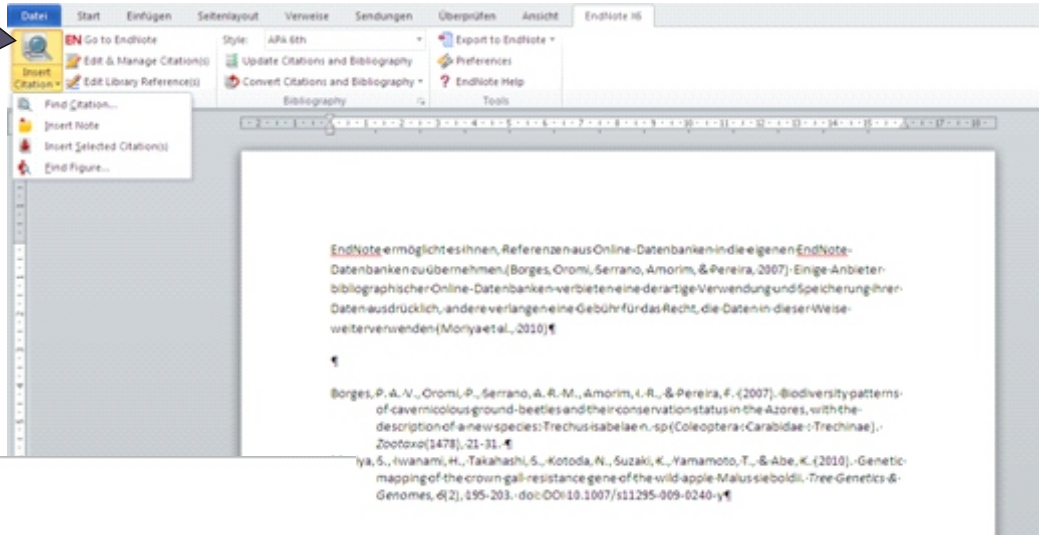 Datei Start Einfügen Seitenlayout Verweise Sendungen Überprüfen Ansicht EndNote X6
EN Go to EndNote Style: APA 6th Export to EndNote
Edit & Manage Citation(s) Update Citations and Bibliography Preferences
Insert Citation Edit Library Reference(s) Convert Citations and Bibliography ? EndNote Help
Bibliography Tools
Find Citation...
Insert Note
Insert Selected Citation(s)
Find Figure...
EndNote ermöglicht es Ihnen, Referenzen aus Online-Datenbanken in die eigenen EndNote-
Datenbanken zu übernehmen.(Borges, Oromi, Serrano, Amorim, & Pereira, 2007) Einige Anbieter
bibliographischer Online-Datenbanken verbieten eine derartige Verwendung und Speicherung ihrer
Daten ausdrücklich, andere verlangen eine Gebühr für das Recht, die Daten in dieser Weise
weiterverwenden (Moriya et al., 2010)¶
¶
Borges, P. A. V., Oromi, P., Serrano, A. R. M., Amorim, I. R., & Pereira, F. (2007). Biodiversity patterns
of cavernicolous ground-beetles and their conservation status in the Azores, with the
description of a new species: Trechus isabelae n. sp (Coleoptera : Carabidae : Trechinae).
Zootaxa(1478), 21-31. ¶
ya, S., Iwanami, H., Takahashi, S., Kotoda, N., Suzaki, K., Yamamoto, T., & Abe, K. (2010). Genetic
mapping of the crown gall resistance gene of the wild apple Malus sieboldii. Tree Genetics &
Genomes, 6(2), 195-203. doi: DOI 10.1007/s11295-009-0240-y¶